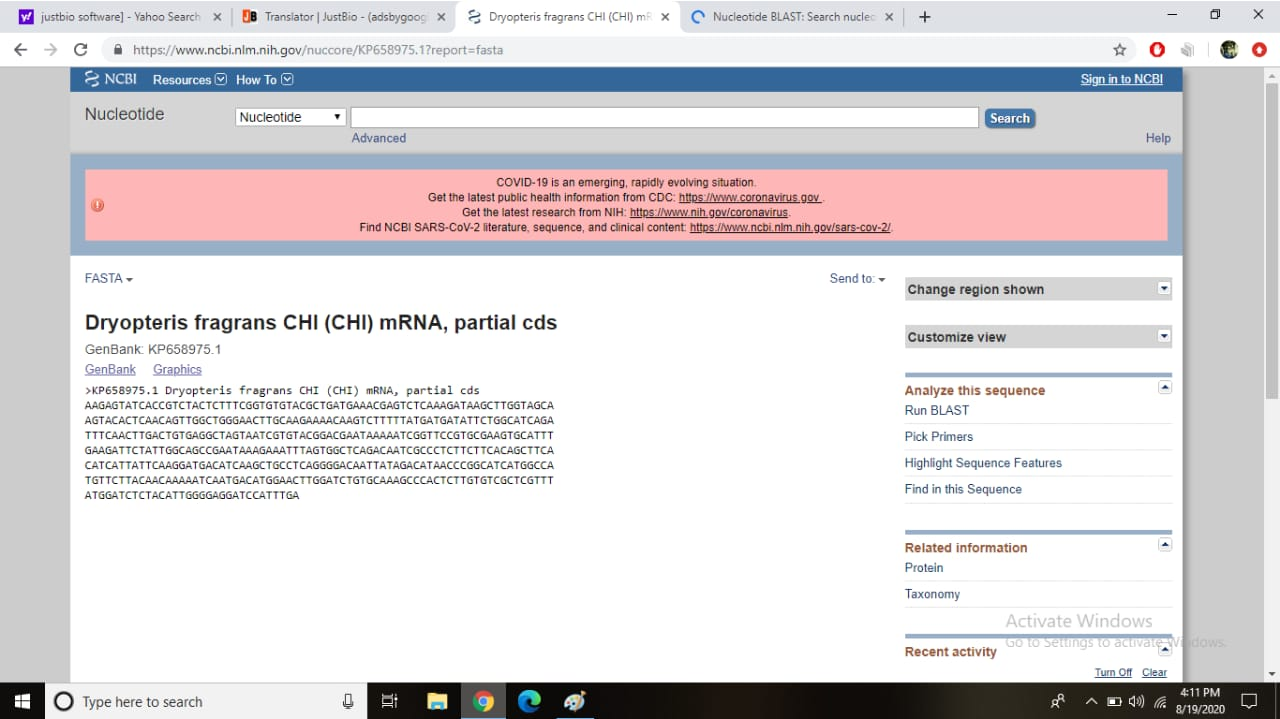 justbio software] - Yahoo Search
Translator | JustBio - (adsbygoog
Dryopteris fragrans CHI (CHI) mR
Nucleotide BLAST: Search nucleo
https://www.ncbi.nlm.nih.gov/nuccore/KP658975.1?report=fasta
NCBI Resources How To Sign in to NCBI
Nucleotide Nucleotide Search
Advanced Help
COVID-19 is an emerging, rapidly evolving situation.
Get the latest public health information from CDC: https://www.coronavirus.gov .
Get the latest research from NIH: https://www.nih.gov/coronavirus.
Find NCBI SARS-CoV-2 literature, sequence, and clinical content: https://www.ncbi.nlm.nih.gov/sars-cov-2/.
FASTA Send to:
Dryopteris fragrans CHI (CHI) mRNA, partial cds
GenBank: KP658975.1
GenBank Graphics
>KP658975.1 Dryopteris fragrans CHI (CHI) mRNA, partial cds
AAGAGTATCACCGTCTACTCTTTCGGTGTGTACGCTGATGAAACGAGTCTCAAAGATAAGCTTGGTAGCA
AGTACACTCAACAGTTGGCTGGGAACTTGCAAGAAAACAAGTCTTTTTATGATGATATTCTGGCATCAGA
TTTCAACTTGACTGTGAGGCTAGTAATCGTGTACGGACGAATAAAAATCGGTTCCGTGCGAAGTGCATTT
GAAGATTCTATTGGCAGCCGAATAAAGAAATTTAGTGGCTCAGACAATCGCCCTCTTCTTCACAGCTTCA
CATCATTATTCAAGGATGACATCAAGCTGCCTCAGGGGACAATTATAGACATAACCCGGCATCATGGCCA
TGTTCTTACAACAAAAATCAATGACATGGAACTTGGATCTGTGCAAAGCCCACTCTTGTGTCGCTCGTTT
ATGGATCTCTACATTGGGGAGGATCCATTTGA
Change region shown
Customize view
Analyze this sequence
Run BLAST
Pick Primers
Highlight Sequence Features
Find in this Sequence
Related information
Protein
Taxonomy
Recent activity
Turn Off Clear
Activate Windows
Go to Settings to activate Windows.
Type here to search
4:11 PM
8/19/2020